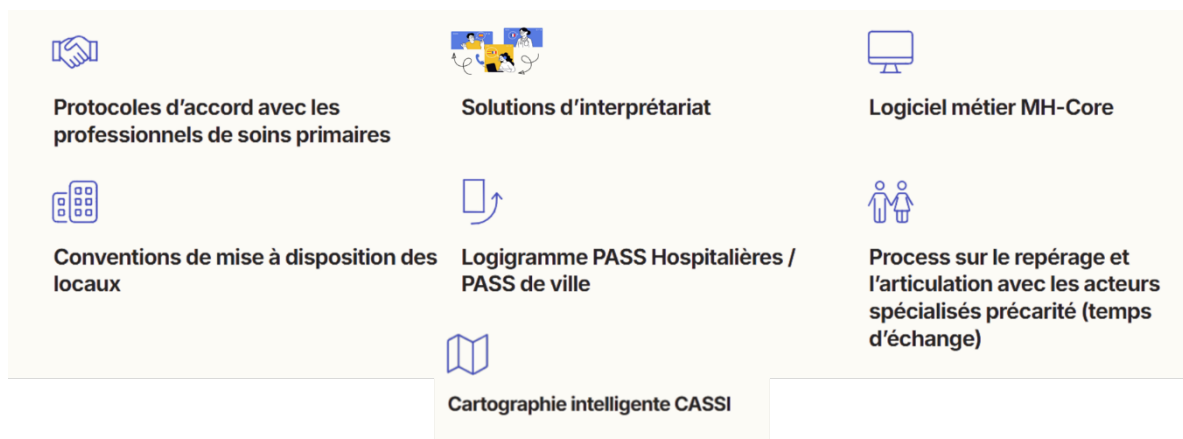 Protocoles d'accord avec les
professionnels de soins primaires
Solutions d'interprétariat
Logiciel métier MH-Core
Conventions de mise à disposition des
locaux
Logigramme PASS Hospitalières /
PASS de ville
Process sur le repérage et
l'articulation avec les acteurs
spécialisés précarité (temps
d'échange)
Cartographie intelligente CASSI